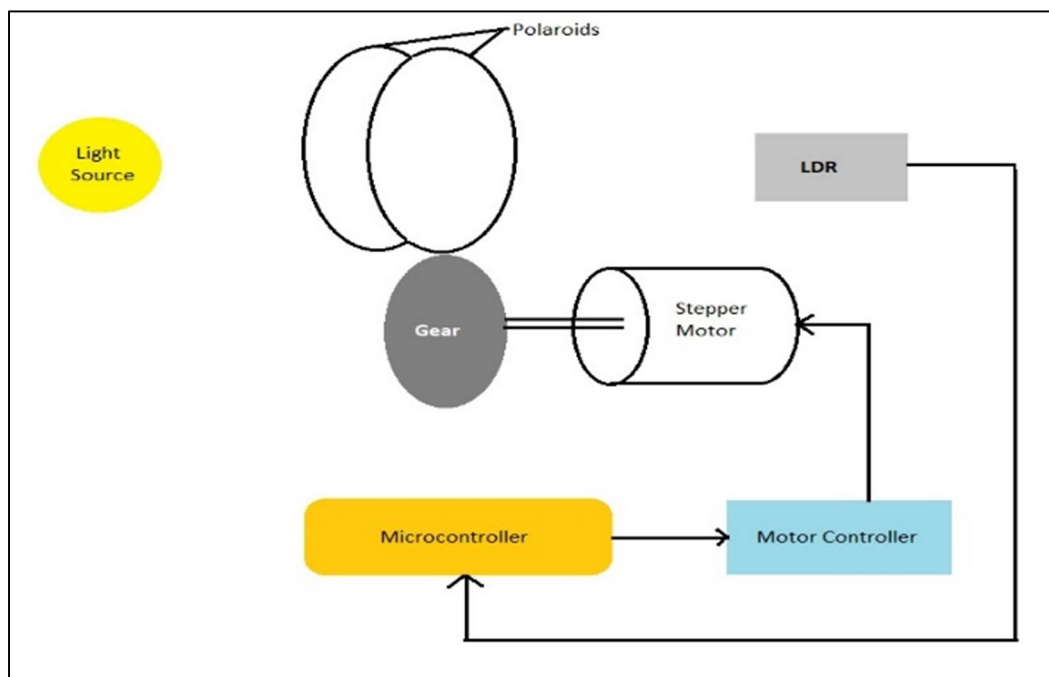 Polaroids
Light
Source
LDR
Stepper
Motor
Gear
Microcontroller
Motor Controller